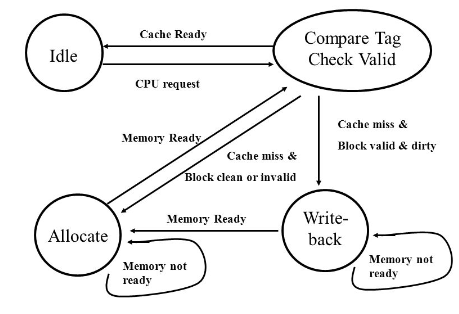 Cache Ready
Idle
Compare Tag
Check Valid
CPU request
Memory Ready
Cache miss &
Block valid & dirty
Cache miss &
Block clean or invalid
Memory Ready
Allocate
Write-
back
Memory not
ready
Memory not
ready